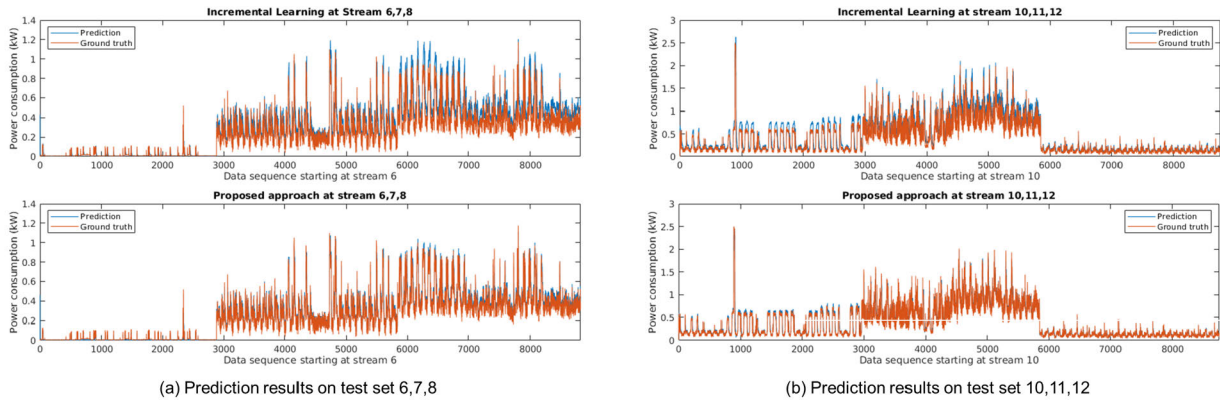 Incremental Learning at Stream 6,7,8
Power consumption (kW)
1.4
1.2
1
0.8
0.6
0.4
0.2
0
Prediction
Ground truth
0 1000 2000 3000 4000 5000 6000 7000 8000
Data sequence starting at stream 6
Proposed approach at stream 6,7,8
Power consumption (kW)
1.4
1.2
1
0.8
0.6
0.4
0.2
0
Prediction
Ground truth
0 1000 2000 3000 4000 5000 6000 7000 8000
Data sequence starting at stream 6
(a) Prediction results on test set 6,7,8
Incremental Learning at stream 10,11,12
Power consumption (kW)
3
2.5
2
1.5
1
0.5
0
Prediction
Ground truth
0 1000 2000 3000 4000 5000 6000 7000 8000
Data sequence starting at stream 10
Proposed approach at stream 10,11,12
Power consumption (kW)
3
2.5
2
1.5
1
0.5
0
Prediction
Ground truth
0 1000 2000 3000 4000 5000 6000 7000 8000
Data sequence starting at stream 10
(b) Prediction results on test set 10,11,12